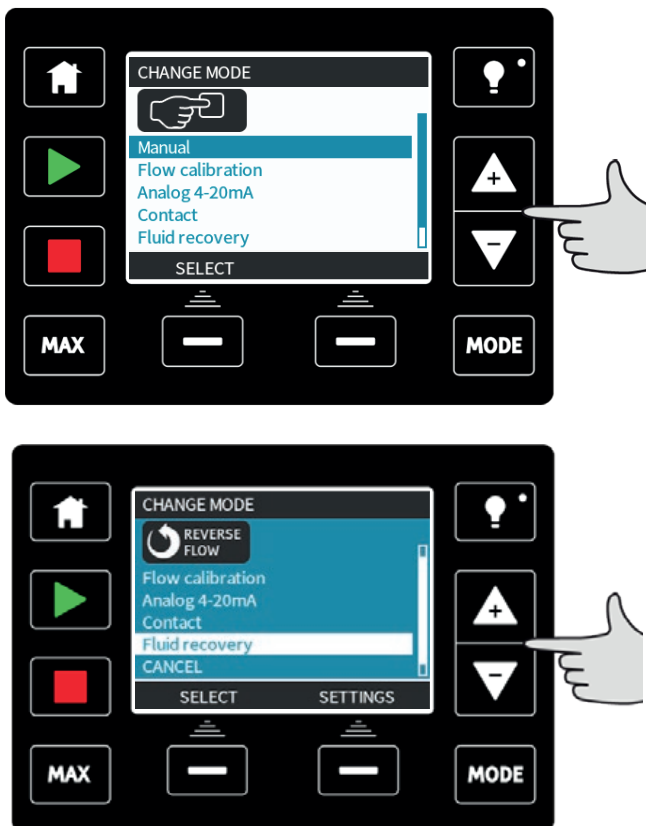 CHANGE MODE
Manual
Flow calibration
Analog 4-20mA
Contact
Fluid recovery
SELECT
+
-
MAX
MODE
CHANGE MODE
REVERSE
FLOW
Flow calibration
Analog 4-20mA
Contact
Fluid recovery
CANCEL
SELECT SETTINGS
+
-
MAX
MODE